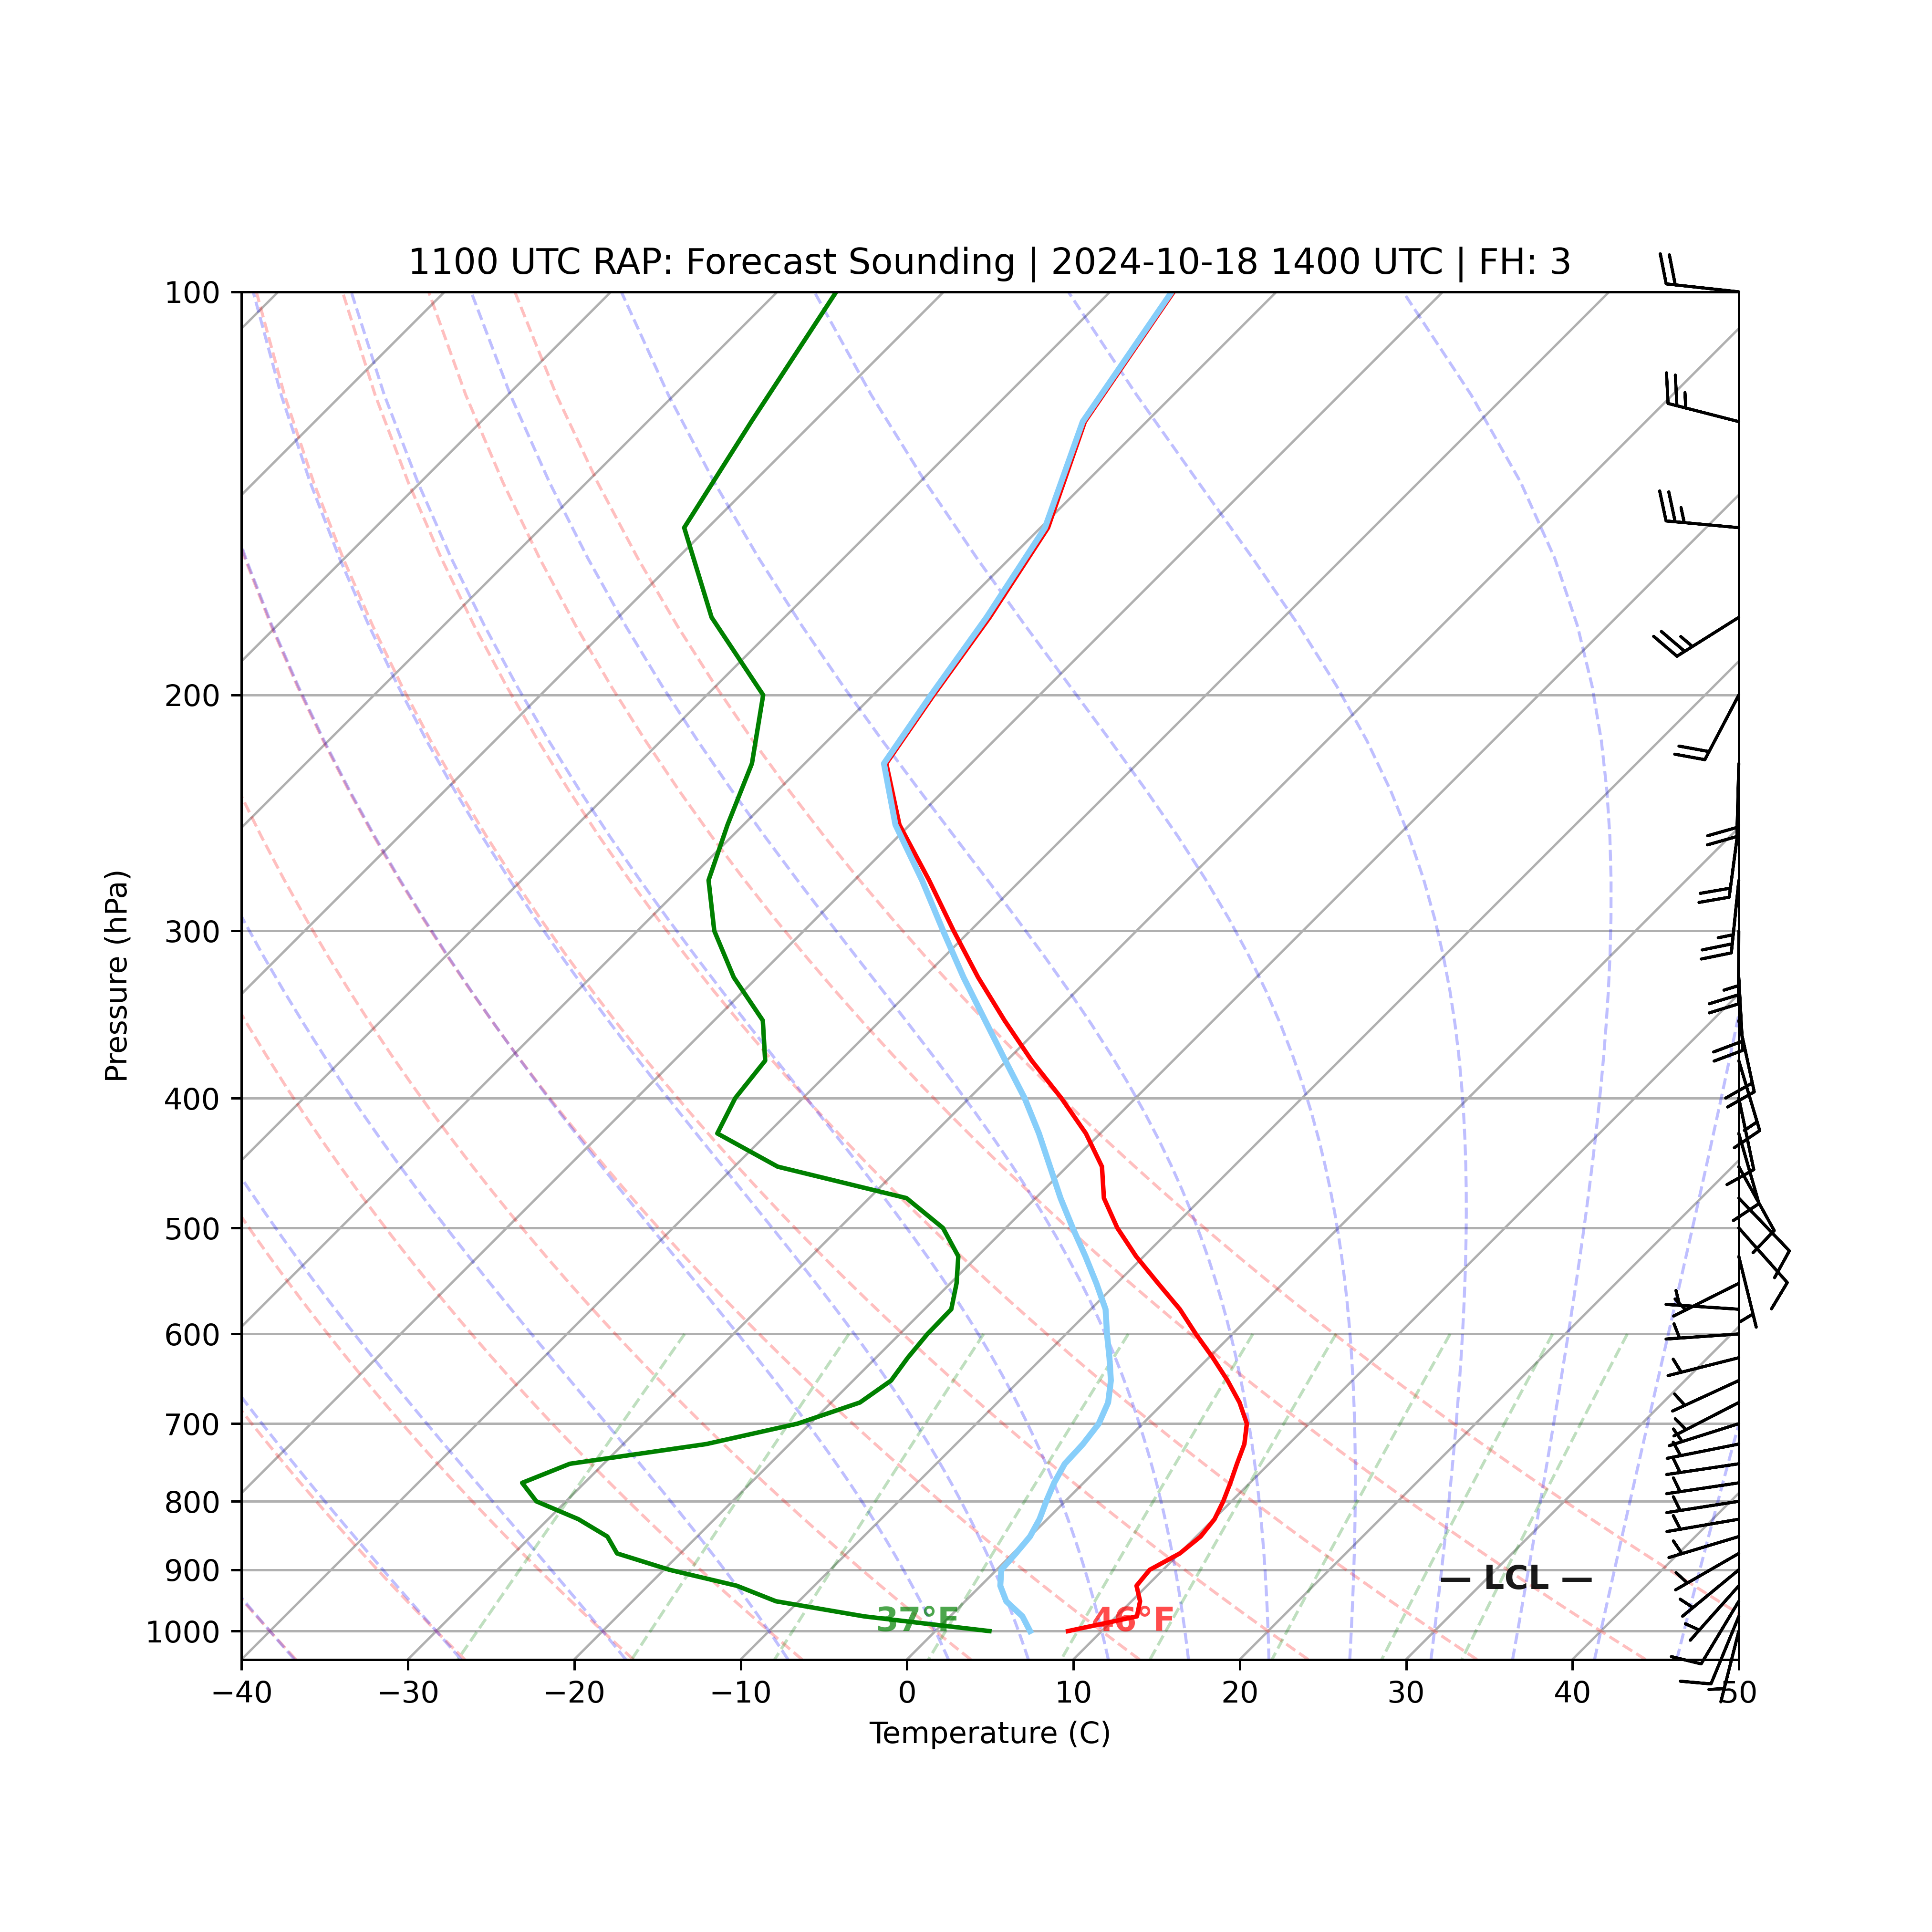 1100 UTC RAP: Forecast Sounding | 2024-10-18 1400 UTC | FH: 3
100
200
300
400
500
600
700
800
900
1000
Pressure (hPa)
— LCL —
37°F
46°F
−40 −30 −20 −10 0 10 20 30 40 50
Temperature (C)